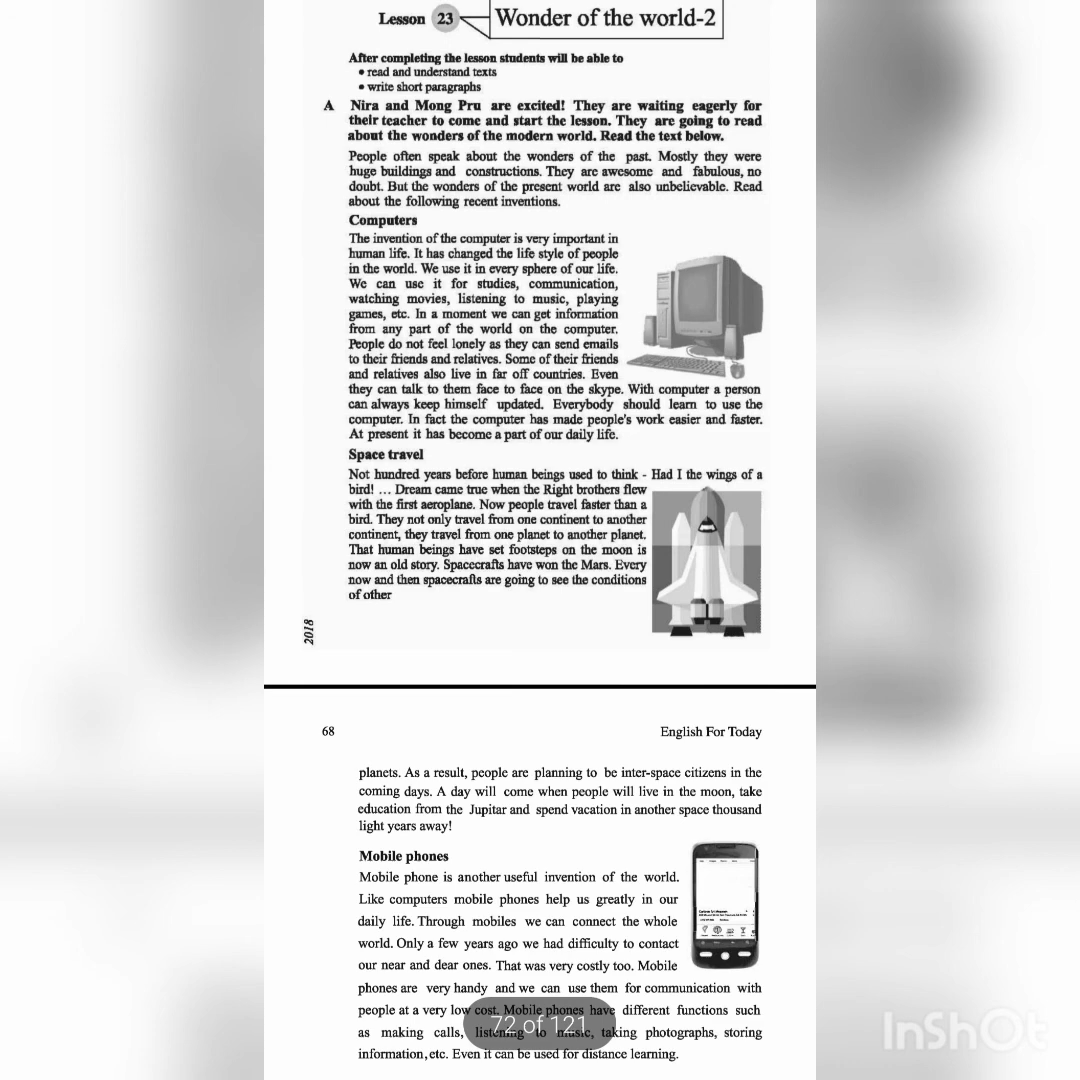 Lesson 23 Wonder of the world-2
After completing the lesson students will be able to
• read and understand texts
• write short paragraphs
A Nira and Mong Pru are excited! They are waiting eagerly for
their teacher to come and start the lesson. They are going to read
about the wonders of the modern world. Read the text below.
People often speak about the wonders of the past. Mostly they were
huge buildings and constructions. They are awesome and fabulous, no
doubt. But the wonders of the present world are also unbelievable. Read
about the following recent inventions.
Computers
The invention of the computer is very important in
human life. It has changed the life style of people
in the world. We use it in every sphere of our life.
We can use it for studies, communication,
watching movies, listening to music, playing
games, etc. In a moment we can get information
from any part of the world on the computer.
People do not feel lonely as they can send emails
to their friends and relatives. Some of their friends
and relatives also live in far off countries. Even
they can talk to them face to face on the skype. With computer a person
can always keep himself updated. Everybody should learn to use the
computer. In fact the computer has made people's work easier and faster.
At present it has become a part of our daily life.
Space travel
Not hundred years before human beings used to think - Had I the wings of a
bird! ... Dream came true when the Right brothers flew
with the first aeroplane. Now people travel faster than a
bird. They not only travel from one continent to another
continent, they travel from one planet to another planet.
That human beings have set footsteps on the moon is
now an old story. Spacecrafts have won the Mars. Every
now and then spacecrafts are going to see the conditions
of other
2018
68 English For Today
planets. As a result, people are planning to be inter-space citizens in the
coming days. A day will come when people will live in the moon, take
education from the Jupitar and spend vacation in another space thousand
light years away!
Mobile phones
Mobile phone is another useful invention of the world.
Like computers mobile phones help us greatly in our
daily life. Through mobiles we can connect the whole
world. Only a few years ago we had difficulty to contact
our near and dear ones. That was very costly too. Mobile
phones are very handy and we can use them for communication with
people at a very low cost. Mobile phones have different functions such
as making calls, listening to music, taking photographs, storing
information, etc. Even it can be used for distance learning.
72 of 121
InShOt